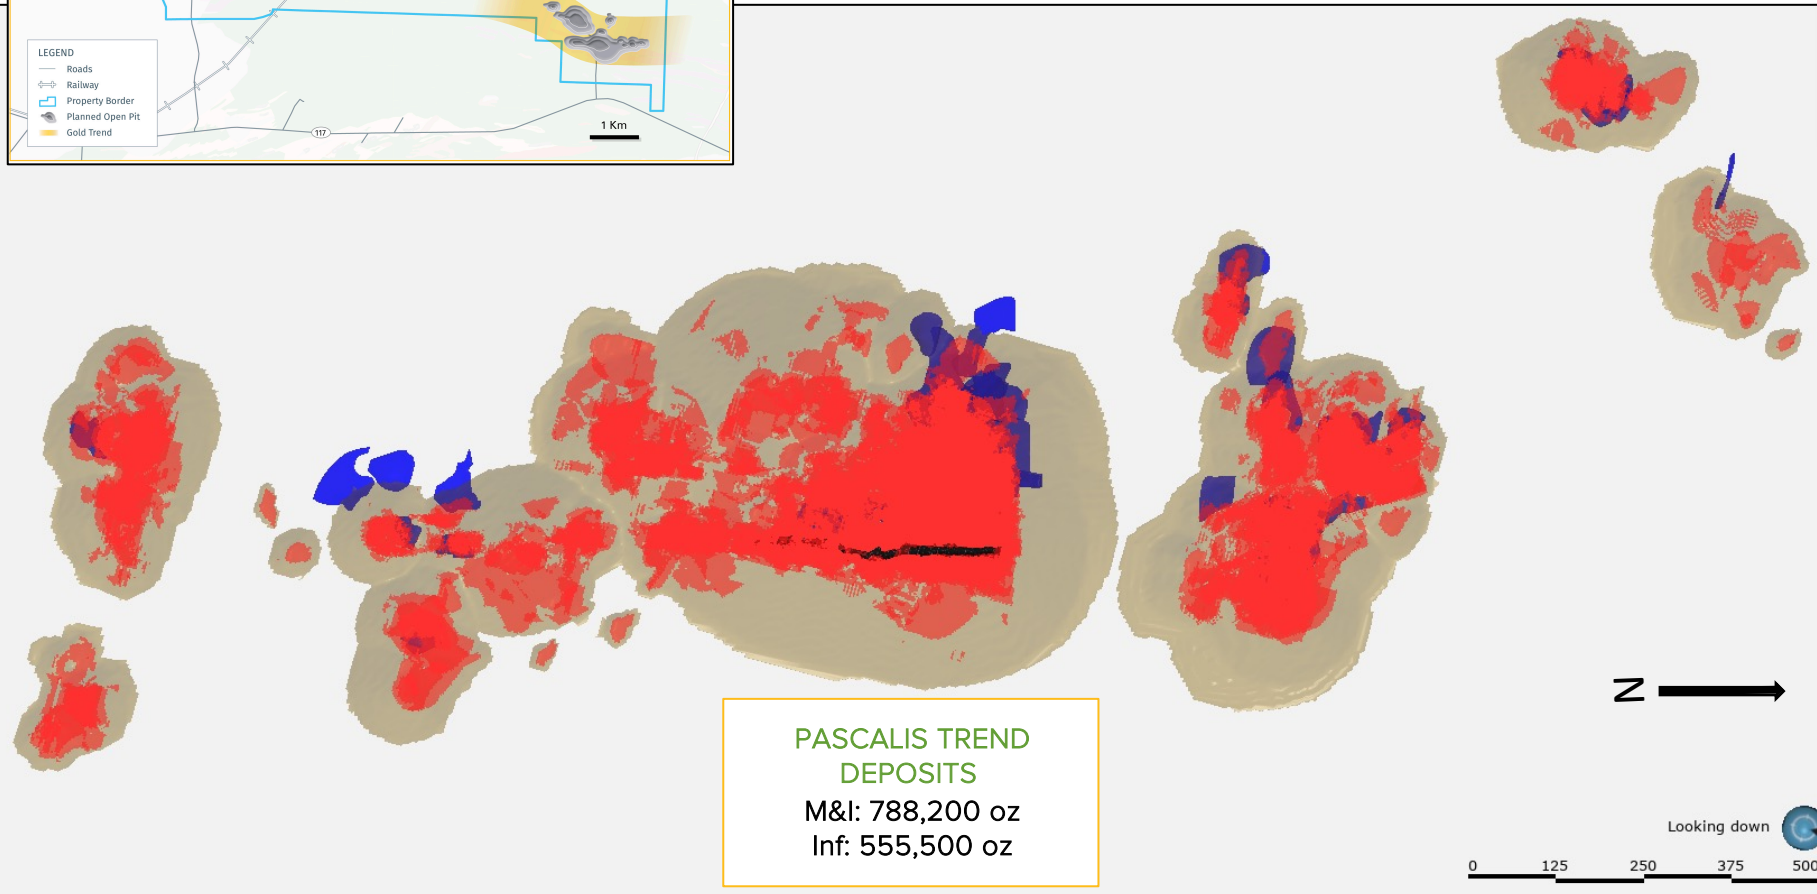 LEGEND
Roads
Railway
Property Border
Planned Open Pit
Gold Trend
117
1 Km
N
PASCALIS TREND
DEPOSITS
M&I: 788,200 oz
Inf: 555,500 oz
Looking down
0 125 250 375 500